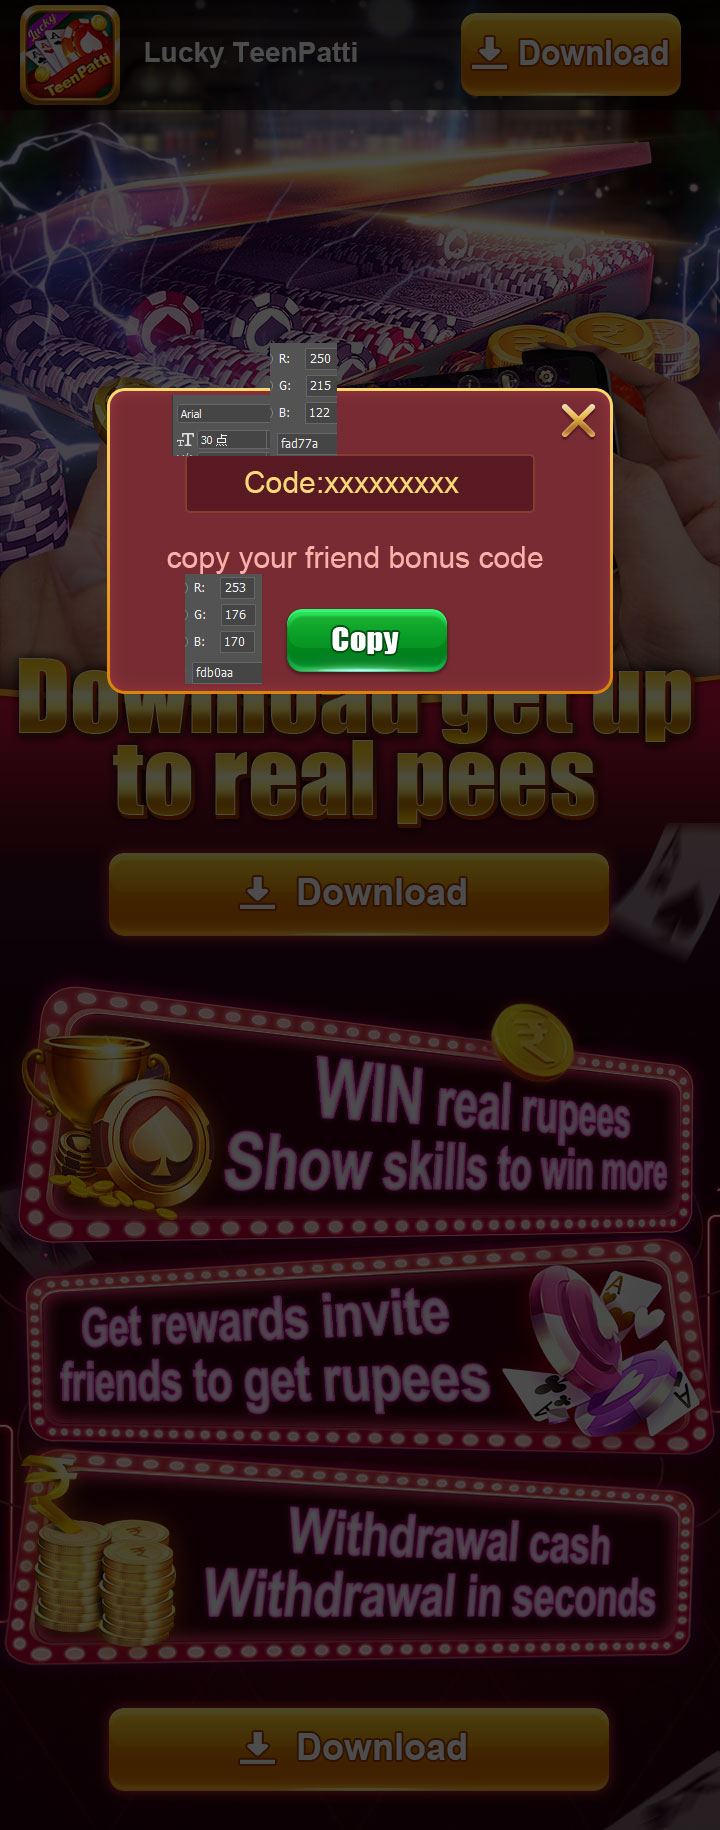 Lucky
TeenPatti
Lucky TeenPatti
Download
R: 250
G: 215
B: 122
fad77a
Arial
30 点
Code:xxxxxxxxx
copy your friend bonus code
R: 253
G: 176
B: 170
fdb0aa
Copy
Download get up
to real pees
Download
WIN real rupees
Show skills to win more
Get rewards invite
friends to get rupees
A
A
Withdrawal cash
Withdrawal in seconds
Download